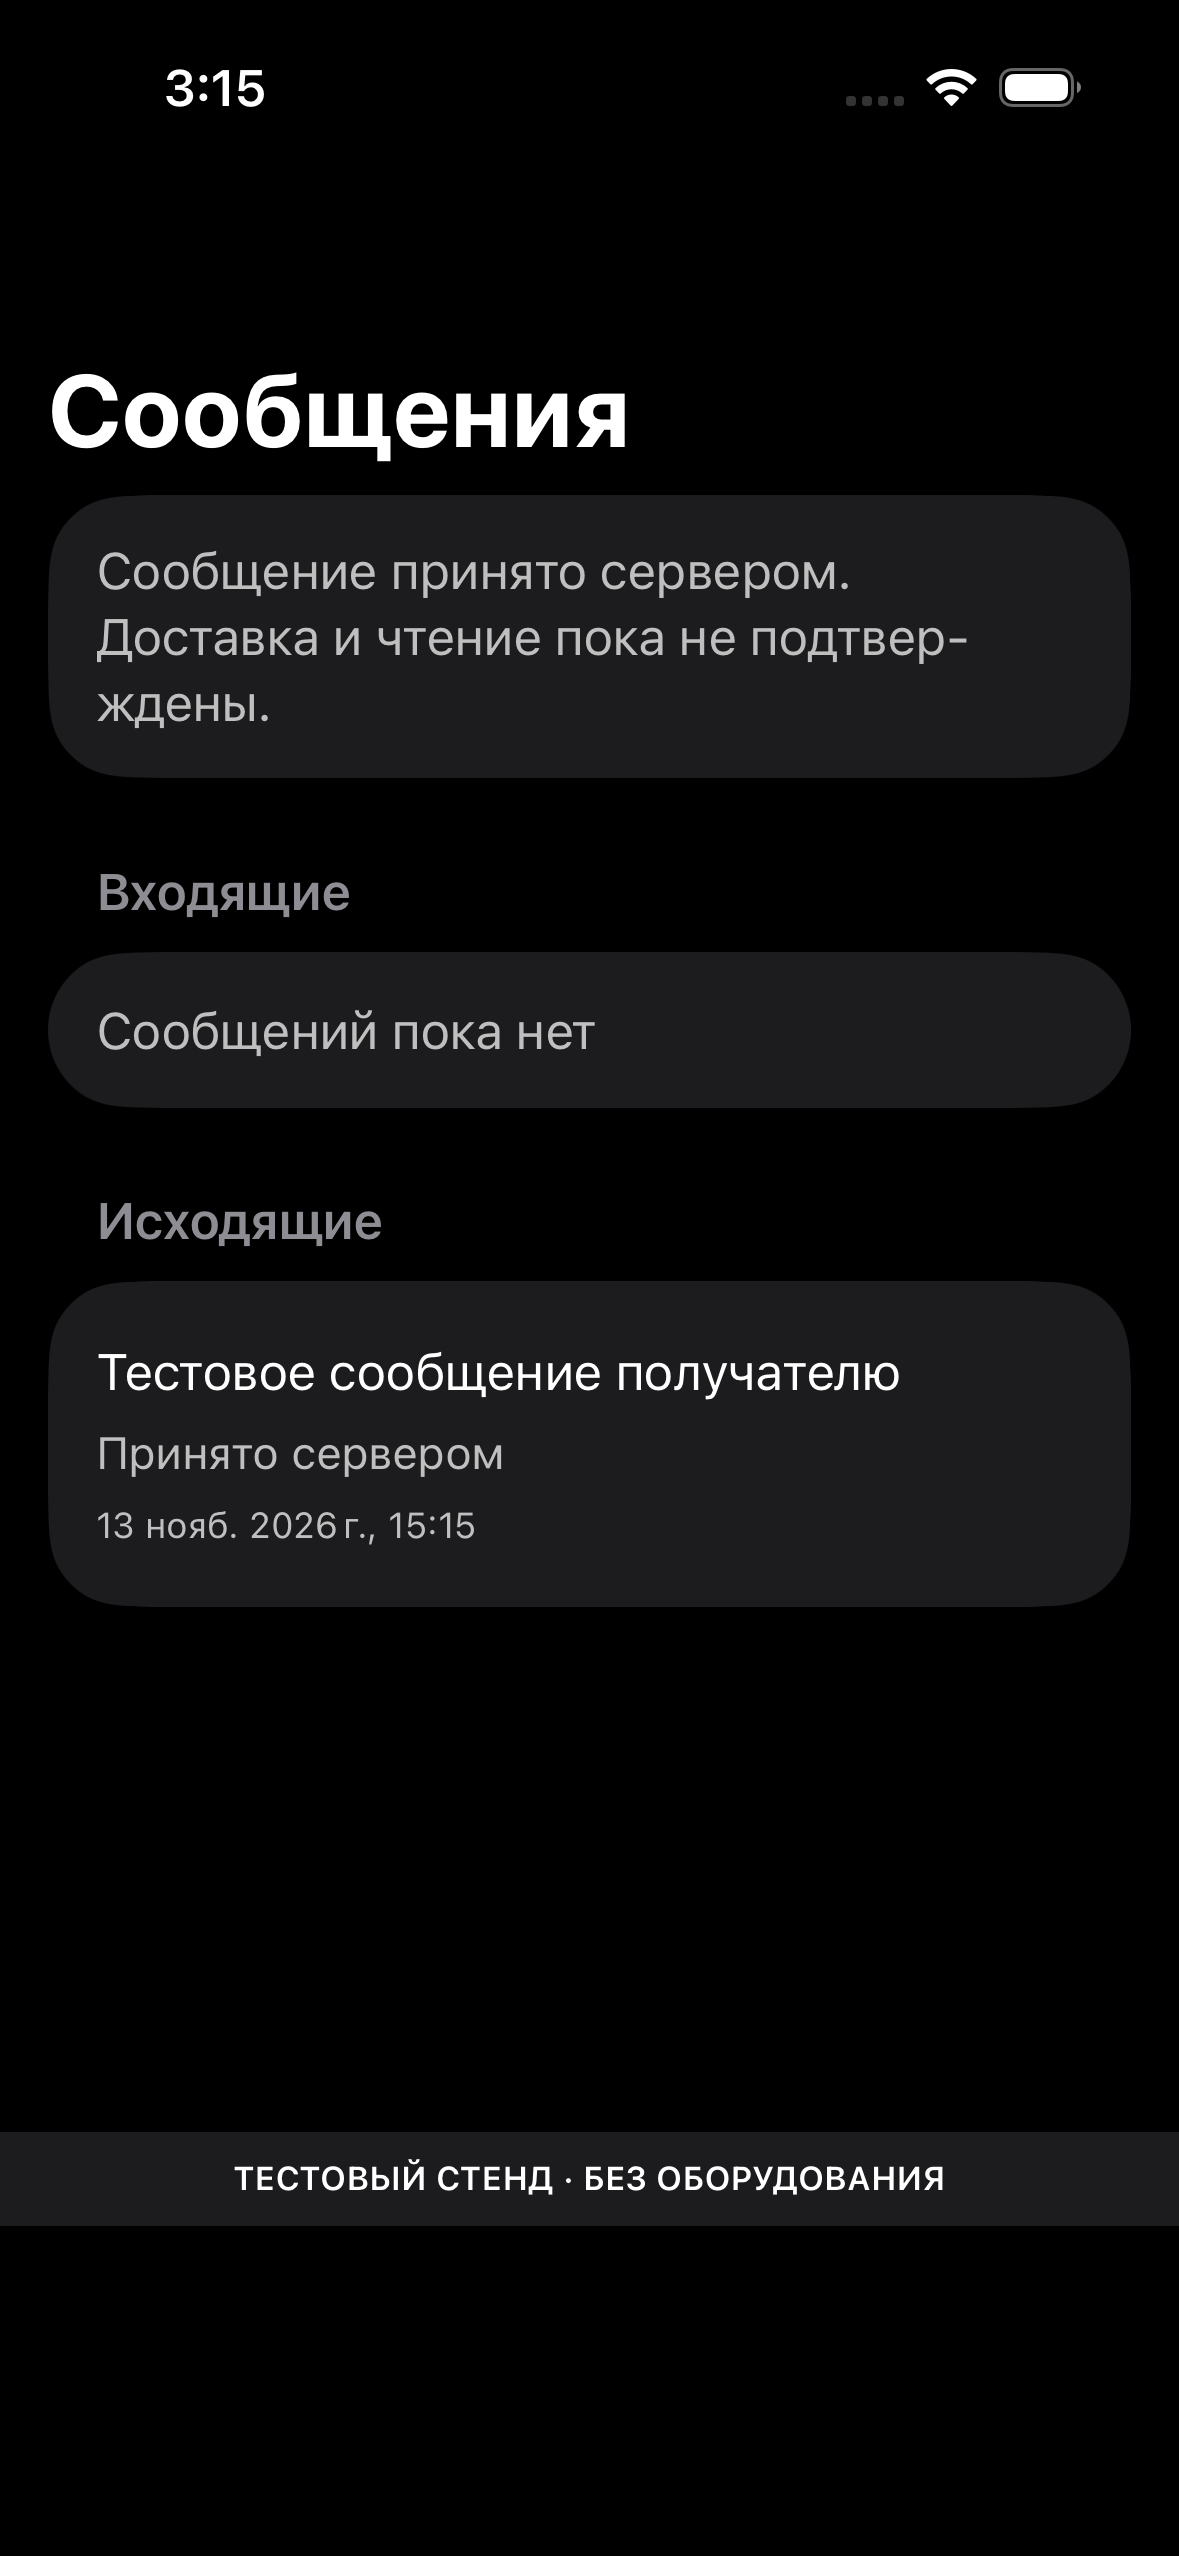 3:15
Сообщения
Сообщение принято сервером.
Доставка и чтение пока не подтвер-
ждены.
Входящие
Сообщений пока нет
Исходящие
Тестовое сообщение получателю
Принято сервером
13 нояб. 2026 г., 15:15
ТЕСТОВЫЙ СТЕНД · БЕЗ ОБОРУДОВАНИЯ